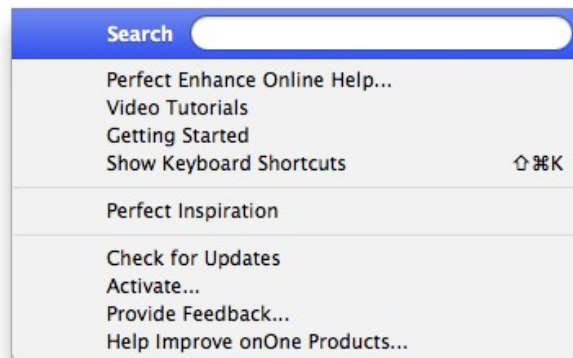 Search
Perfect Enhance Online Help...
Video Tutorials
Getting Started
Show Keyboard Shortcuts ⇧⌘K
Perfect Inspiration
Check for Updates
Activate...
Provide Feedback...
Help Improve onOne Products...